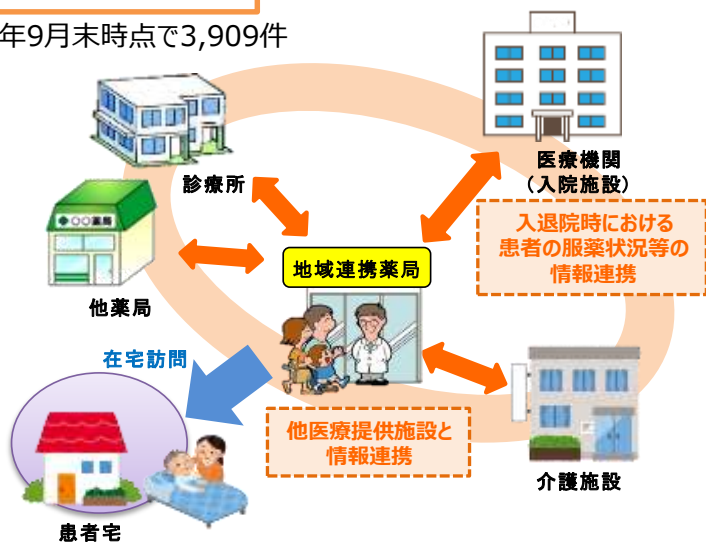 年9月末時点で3,909件
診療所
医療機関
（入院施設）
○○薬局
入退院時における
患者の服薬状況等の
情報連携
地域連携薬局
他薬局
在宅訪問
他医療提供施設と
情報連携
介護施設
患者宅